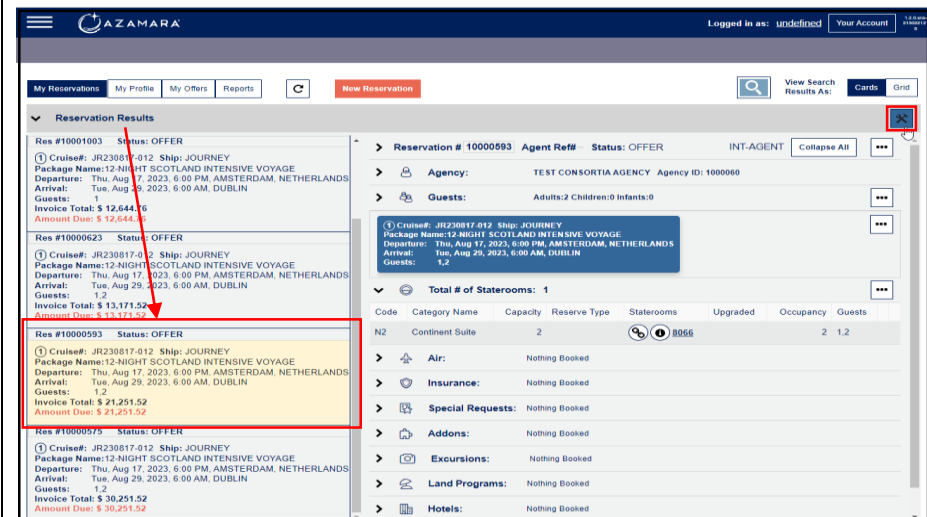 AZAMARA
Logged in as: undefined
Your Account
My Reservations
My Profile
My Offers
Reports
New Reservation
View Search
Results As:
Cards
Grid
Reservation Results
Res #10001003 Status: OFFER
1 Cruise#: JR230817-012 Ship: JOURNEY
Package Name:12-NIGHT SCOTLAND INTENSIVE VOYAGE
Departure: Thu, Aug 17, 2023, 6:00 PM, AMSTERDAM, NETHERLANDS
Arrival: Tue, Aug 29, 2023, 6:00 AM, DUBLIN
Guests: 1
Invoice Total: $ 12,644.76
Amount Due: $ 12,644.76
Res #10000623 Status: OFFER
1 Cruise#: JR230817-012 Ship: JOURNEY
Package Name:12-NIGHT SCOTLAND INTENSIVE VOYAGE
Departure: Thu, Aug 17, 2023, 6:00 PM, AMSTERDAM, NETHERLANDS
Arrival: Tue, Aug 29, 2023, 6:00 AM, DUBLIN
Guests: 1,2
Invoice Total: $ 13,171.52
Amount Due: $ 13,171.52
Res #10000593 Status: OFFER
1 Cruise#: JR230817-012 Ship: JOURNEY
Package Name:12-NIGHT SCOTLAND INTENSIVE VOYAGE
Departure: Thu, Aug 17, 2023, 6:00 PM, AMSTERDAM, NETHERLANDS
Arrival: Tue, Aug 29, 2023, 6:00 AM, DUBLIN
Guests: 1,2
Invoice Total: $ 21,251.52
Amount Due: $ 21,251.52
Res #10000575 Status: OFFER
1 Cruise#: JR230817-012 Ship: JOURNEY
Package Name:12-NIGHT SCOTLAND INTENSIVE VOYAGE
Departure: Thu, Aug 17, 2023, 6:00 PM, AMSTERDAM, NETHERLANDS
Arrival: Tue, Aug 29, 2023, 6:00 AM, DUBLIN
Guests: 1,2
Invoice Total: $ 30,251.52
Amount Due: $ 30,251.52
Reservation # 10000593 Agent Ref# Status: OFFER INT-AGENT Collapse All
Agency: TEST CONSORTIA AGENCY Agency ID: 1000060
Guests: Adults:2 Children:0 Infants:0
1 Cruise#: JR230817-012 Ship: JOURNEY
Package Name:12-NIGHT SCOTLAND INTENSIVE VOYAGE
Departure: Thu, Aug 17, 2023, 6:00 PM, AMSTERDAM, NETHERLANDS
Arrival: Tue, Aug 29, 2023, 6:00 AM, DUBLIN
Guests: 1,2
Total # of Staterooms: 1
Code Category Name Capacity Reserve Type Staterooms Upgraded Occupancy Guests
N2 Continent Suite 2 8066 2 1,2
Air: Nothing Booked
Insurance: Nothing Booked
Special Requests: Nothing Booked
Addons: Nothing Booked
Excursions: Nothing Booked
Land Programs: Nothing Booked
Hotels: Nothing Booked